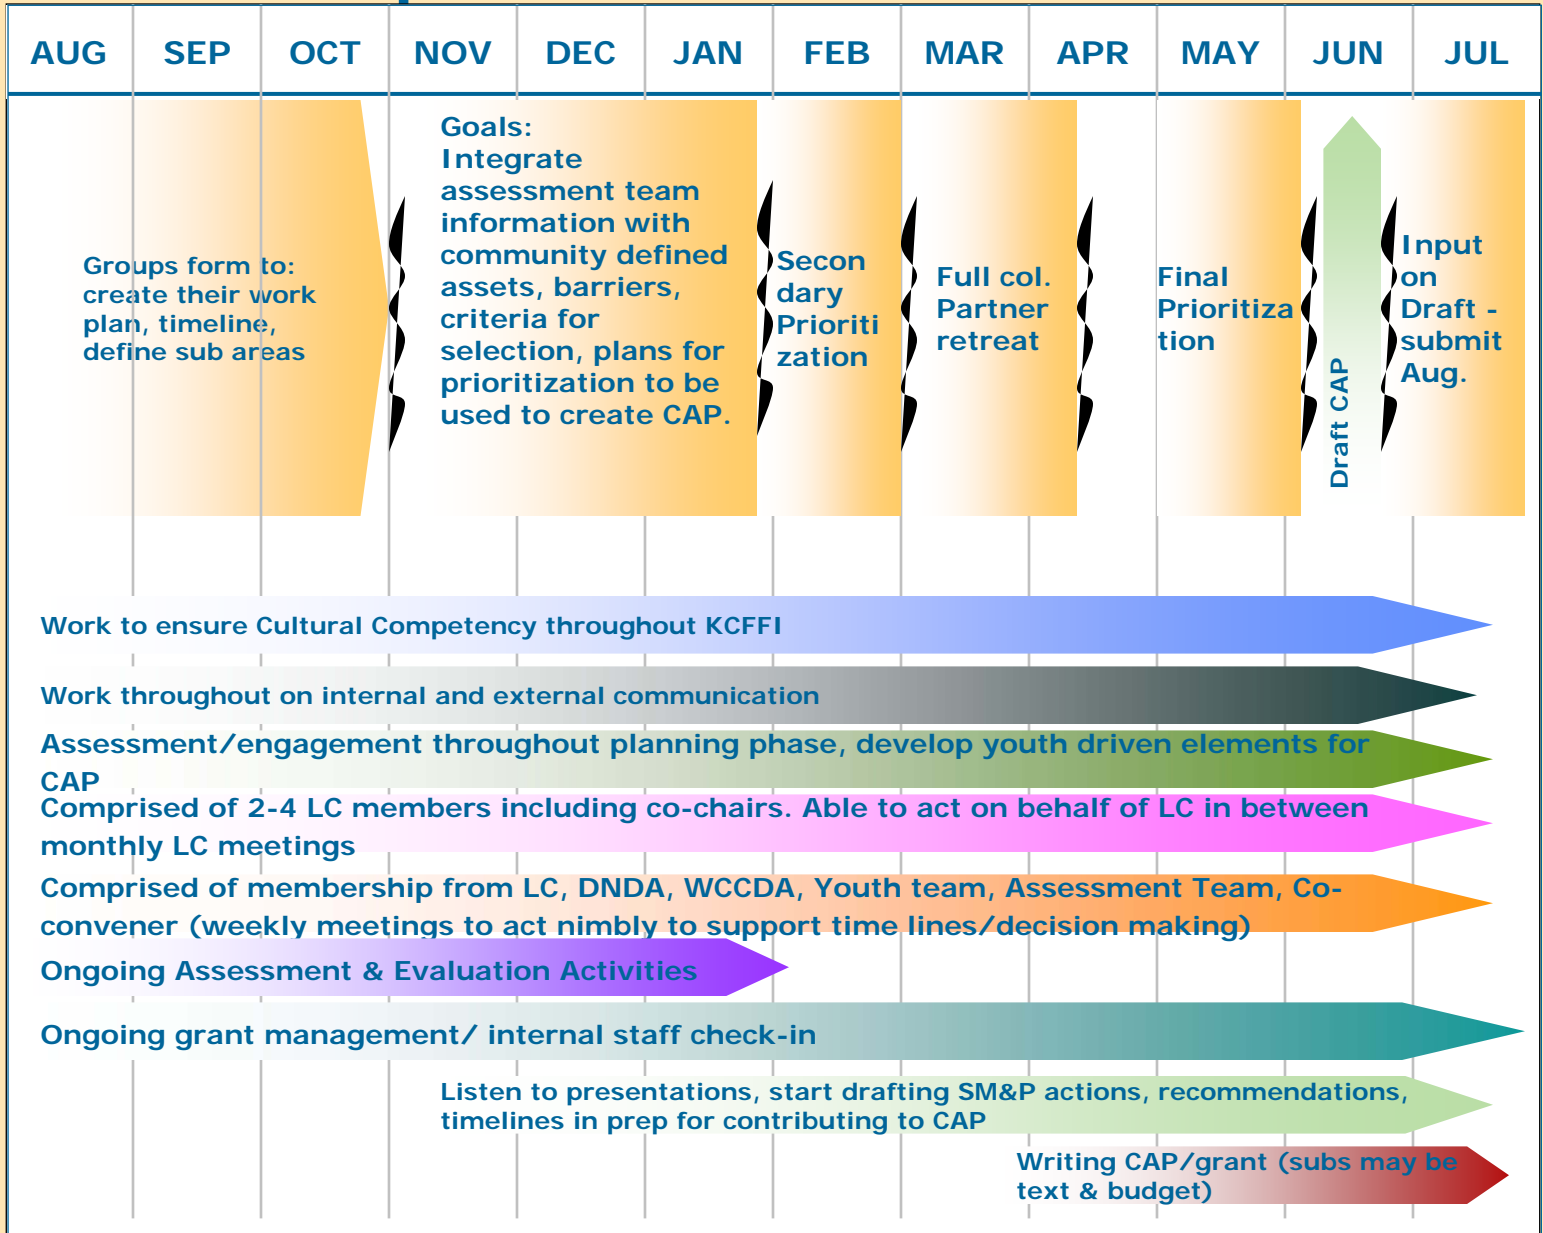 AUG SEP OCT NOV DEC JAN FEB MAR APR MAY JUN JUL
Groups form to:
create their work
plan, timeline,
define sub areas
Goals:
Integrate
assessment team
information with
community defined
assets, barriers,
criteria for
selection, plans for
prioritization to be
used to create CAP.
Secon
dary
Prioriti
zation
Full col.
Partner
retreat
Final
Prioritiza
tion
Draft CAP
Input
on
Draft -
submit
Aug.
Work to ensure Cultural Competency throughout KCFFI
Work throughout on internal and external communication
Assessment/engagement throughout planning phase, develop youth driven elements for
CAP
Comprised of 2-4 LC members including co-chairs. Able to act on behalf of LC in between
monthly LC meetings
Comprised of membership from LC, DNDA, WCCDA, Youth team, Assessment Team, Co-
convener (weekly meetings to act nimbly to support time lines/decision making)
Ongoing Assessment & Evaluation Activities
Ongoing grant management/ internal staff check-in
Listen to presentations, start drafting SM&P actions, recommendations,
timelines in prep for contributing to CAP
Writing CAP/grant (subs may be
text & budget)